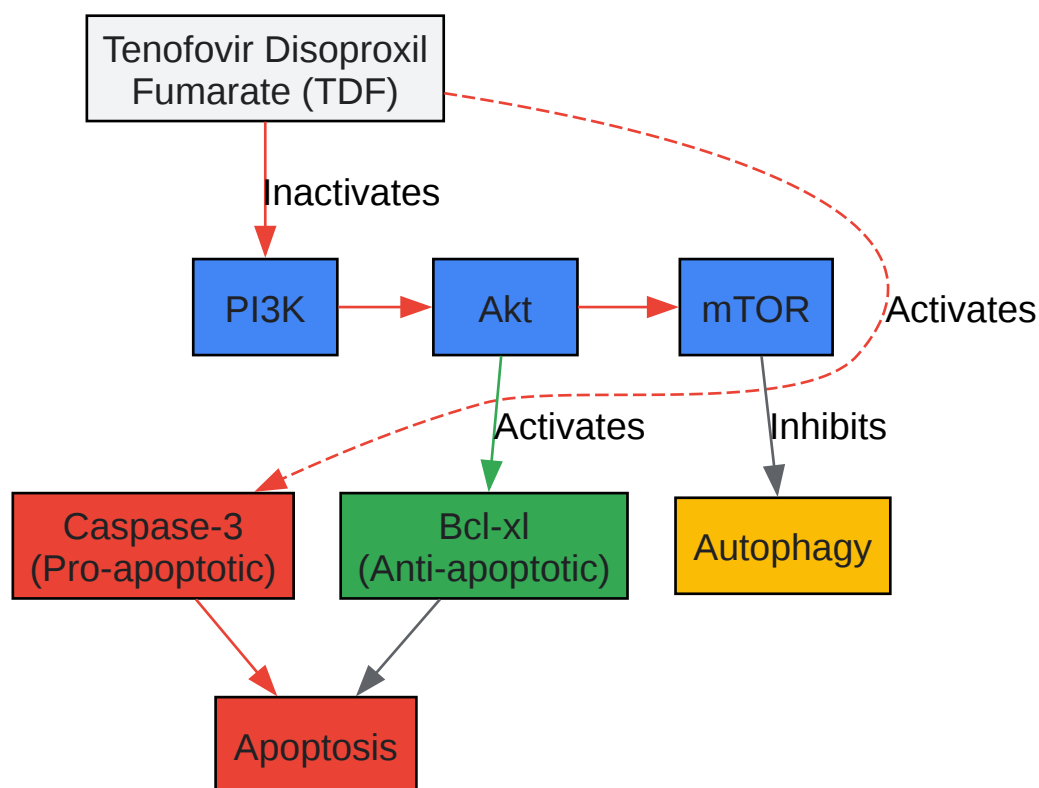 Tenofovir Disoproxil
Fumarate (TDF)
Inactivates
PI3K
Akt
mTOR
Activates
Activates
Inhibits
Caspase-3
(Pro-apoptotic)
Bcl-xl
(Anti-apoptotic)
Autophagy
Apoptosis